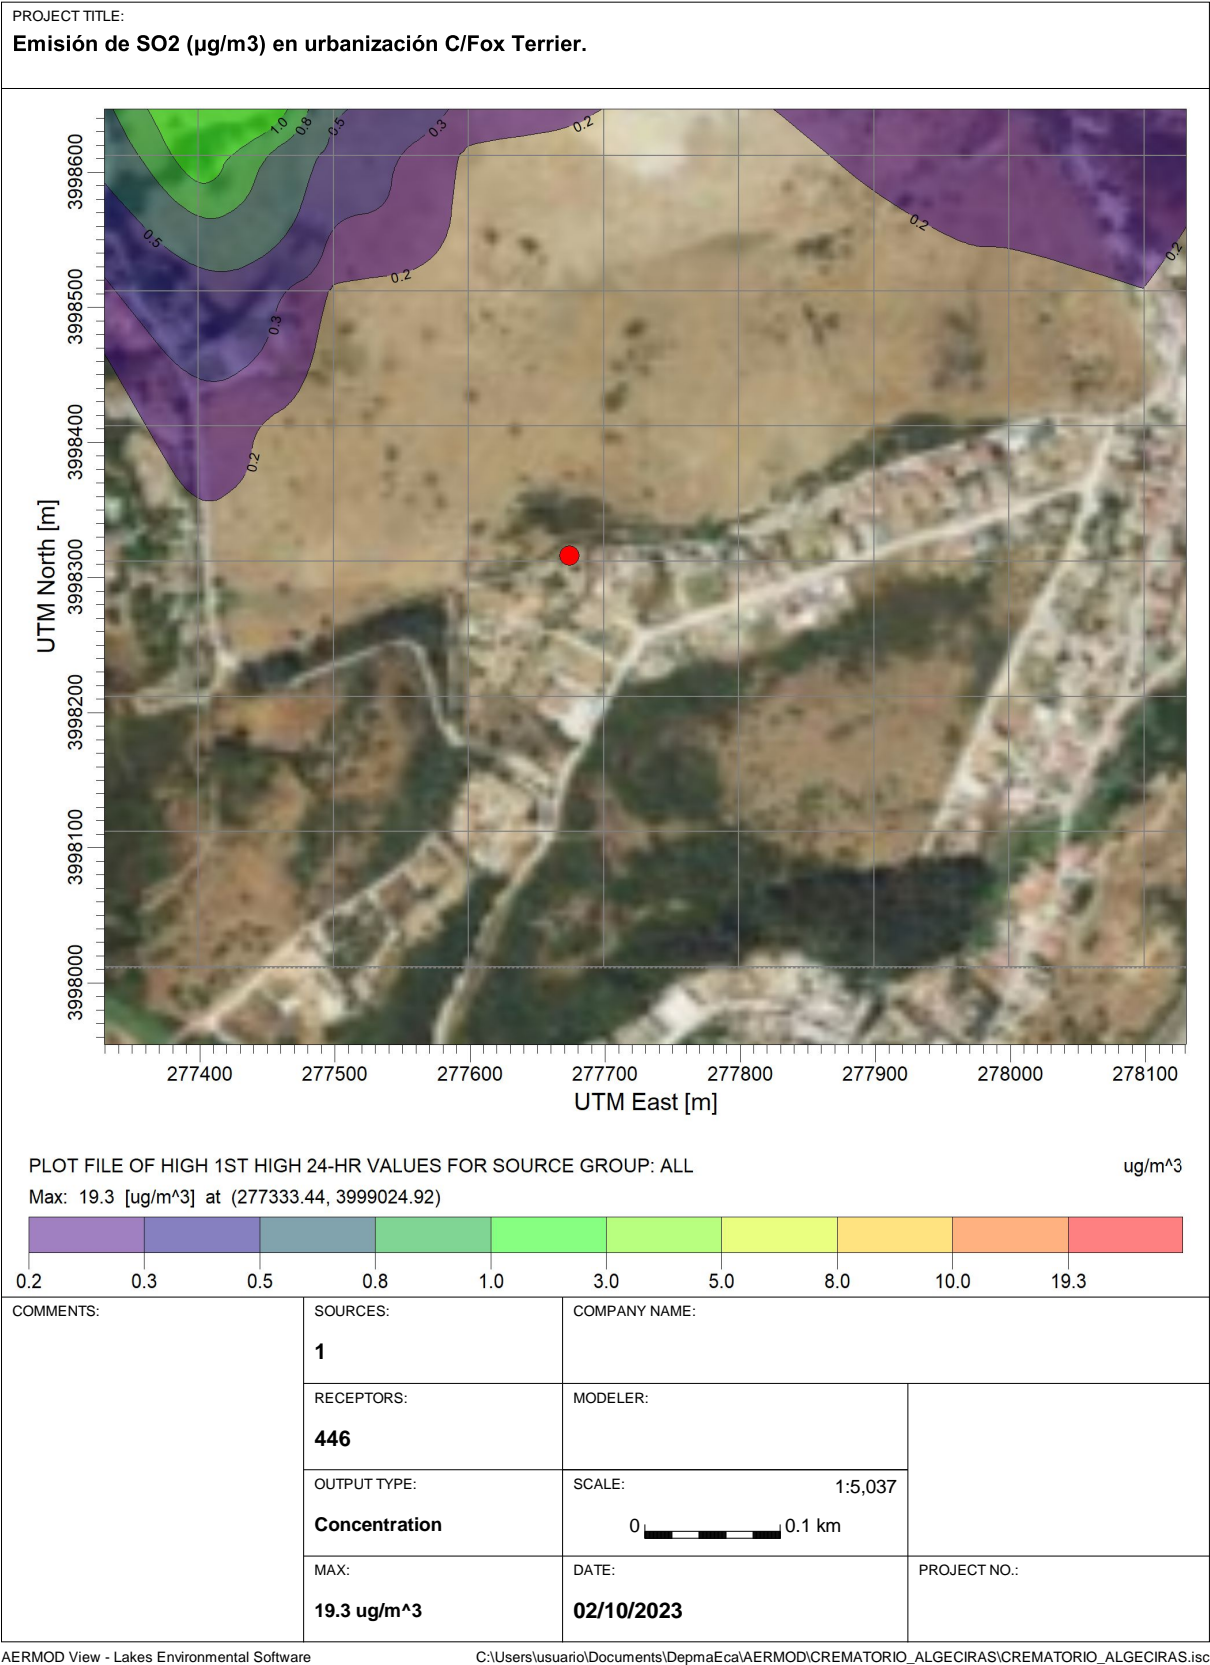 PROJECT TITLE:
Emisión de SO2 (µg/m3) en urbanización C/Fox Terrier.
1.0
0.8
0.5
0.3
0.2
0.2
0.2
0.5
0.2
0.3
0.2
UTM North [m]
3998600
3998500
3998400
3998300
3998200
3998100
3998000
277400 277500 277600 277700 277800 277900 278000 278100
UTM East [m]
PLOT FILE OF HIGH 1ST HIGH 24-HR VALUES FOR SOURCE GROUP: ALL ug/m^3
Max: 19.3 [ug/m^3] at (277333.44, 3999024.92)
0.2 0.3 0.5 0.8 1.0 3.0 5.0 8.0 10.0 19.3
COMMENTS:
SOURCES:
1
COMPANY NAME:
RECEPTORS:
446
MODELER:
OUTPUT TYPE:
Concentration
SCALE: 1:5,037
0 0.1 km
MAX:
19.3 ug/m^3
DATE:
02/10/2023
PROJECT NO.:
AERMOD View - Lakes Environmental Software C:\Users\usuario\Documents\DepmaEca\AERMOD\CREMATORIO_ALGECIRAS\CREMATORIO_ALGECIRAS.isc